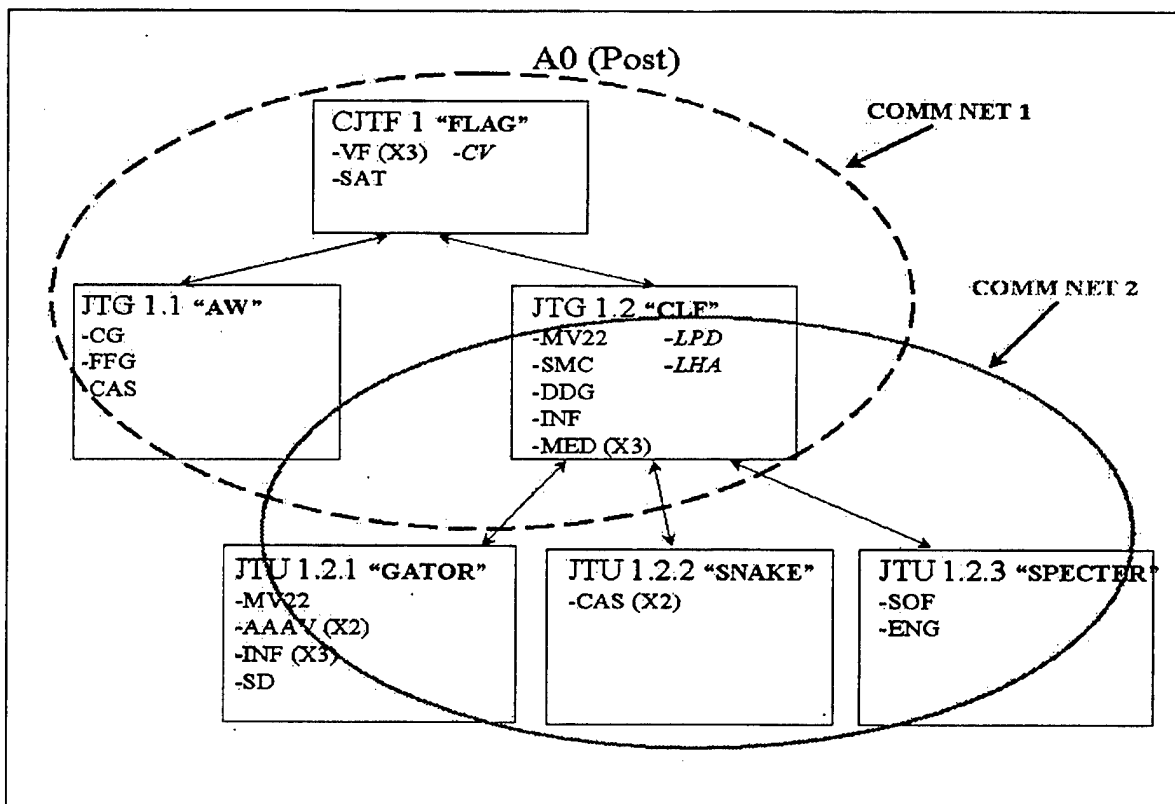 A0 (Post)
COMM NET 1
CJTF 1 "FLAG"
-VF (X3) -CV
-SAT
COMM NET 2
JTG 1.1 "AW"
-CG
-FFG
-CAS
JTG 1.2 "CLF"
-MV22 -LPD
-SMC -LHA
-DDG
-INF
-MED (X3)
JTU 1.2.1 "GATOR"
-MV22
-AAAV (X2)
-INF (X3)
-SD
JTU 1.2.2 "SNAKE"
-CAS (X2)
JTU 1.2.3 "SPECTER"
-SOF
-ENG